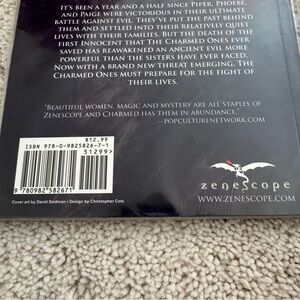 IT'S BEEN A YEAR AND A HALF SINCE PIPER, PHOEBE,
AND PAIGE WERE VICTORIOUS IN THEIR ULTIMATE
BATTLE AGAINST EVIL. THEY'VE PUT THE PAST BEHIND
THEM AND SETTLED INTO THEIR RELATIVELY QUIET
LIVES WITH THEIR FAMILIES. BUT THE DEATH OF THE
FIRST INNOCENT THAT THE CHARMED ONES EVER
SAVED HAS REAWAKENED AN ANCIENT EVIL MORE
POWERFUL THAN THE SISTERS HAVE EVER FACED.
NOW WITH A BRAND NEW THREAT EMERGING, THE
CHARMED ONES MUST PREPARE FOR THE FIGHT OF
THEIR LIVES.
"BEAUTIFUL WOMEN, MAGIC AND MYSTERY ARE ALL STAPLES OF
ZENESCOPE AND CHARMED HAS THEM IN ABUNDANCE."
—POPCULTURENETWORK.COM
$12.99
ISBN 978-0-9825826-7-1
51299>
9 780982 582671
zenescope
WWW.ZENESCOPE.COM
Cover art by David Seidman • Design by Christopher Cote